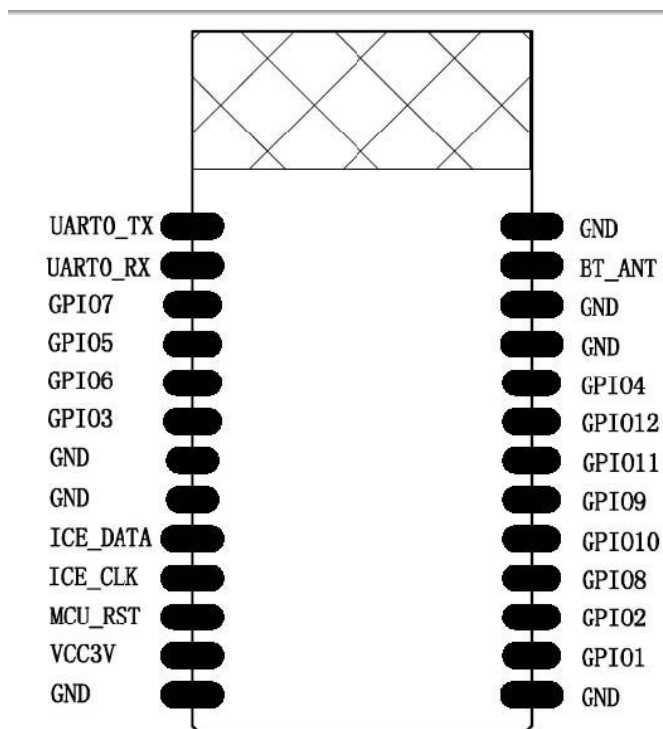 UART0_TX
UART0_RX
GPIO7
GPIO5
GPIO6
GPIO3
GND
GND
ICE_DATA
ICE_CLK
MCU_RST
VCC3V
GND
GND
BT_ANT
GND
GND
GPIO4
GPIO12
GPIO11
GPIO9
GPIO10
GPIO8
GPIO2
GPIO1
GND